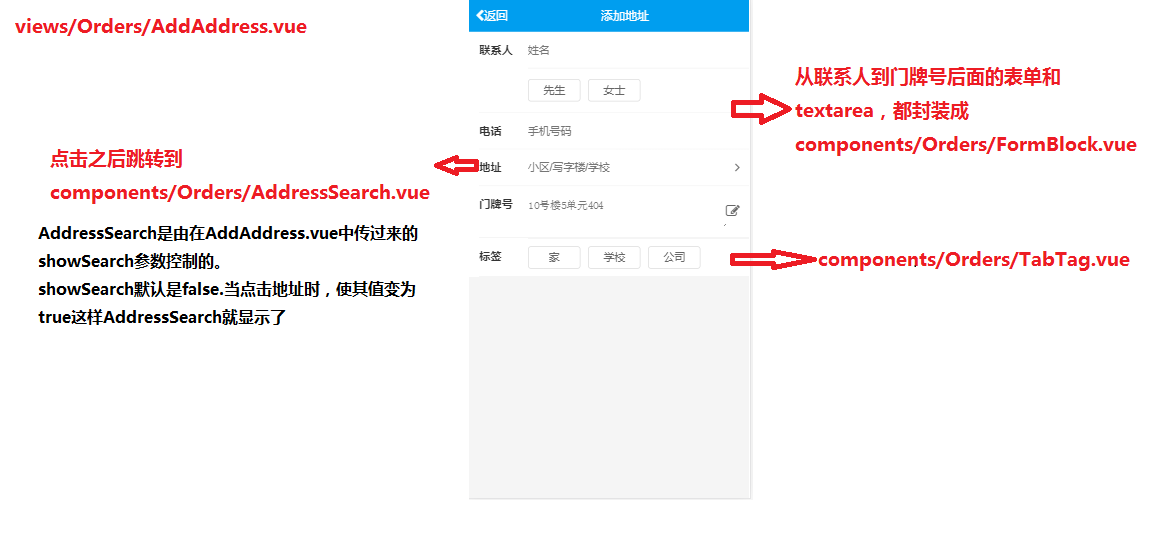 views/Orders/AddAddress.vue
返回 添加地址
联系人 姓名
先生 女士
电话 手机号码
地址 小区/写字楼/学校
门牌号 10号楼5单元404
标签 家 学校 公司
点击之后跳转到
components/Orders/AddressSearch.vue
AddressSearch是由在AddAddress.vue中传过来的
showSearch参数控制的。
showSearch默认是false.当点击地址时，使其值变为
true这样AddressSearch就显示了
从联系人到门牌号后面的表单和
textarea，都封装成
components/Orders/FormBlock.vue
components/Orders/TabTag.vue